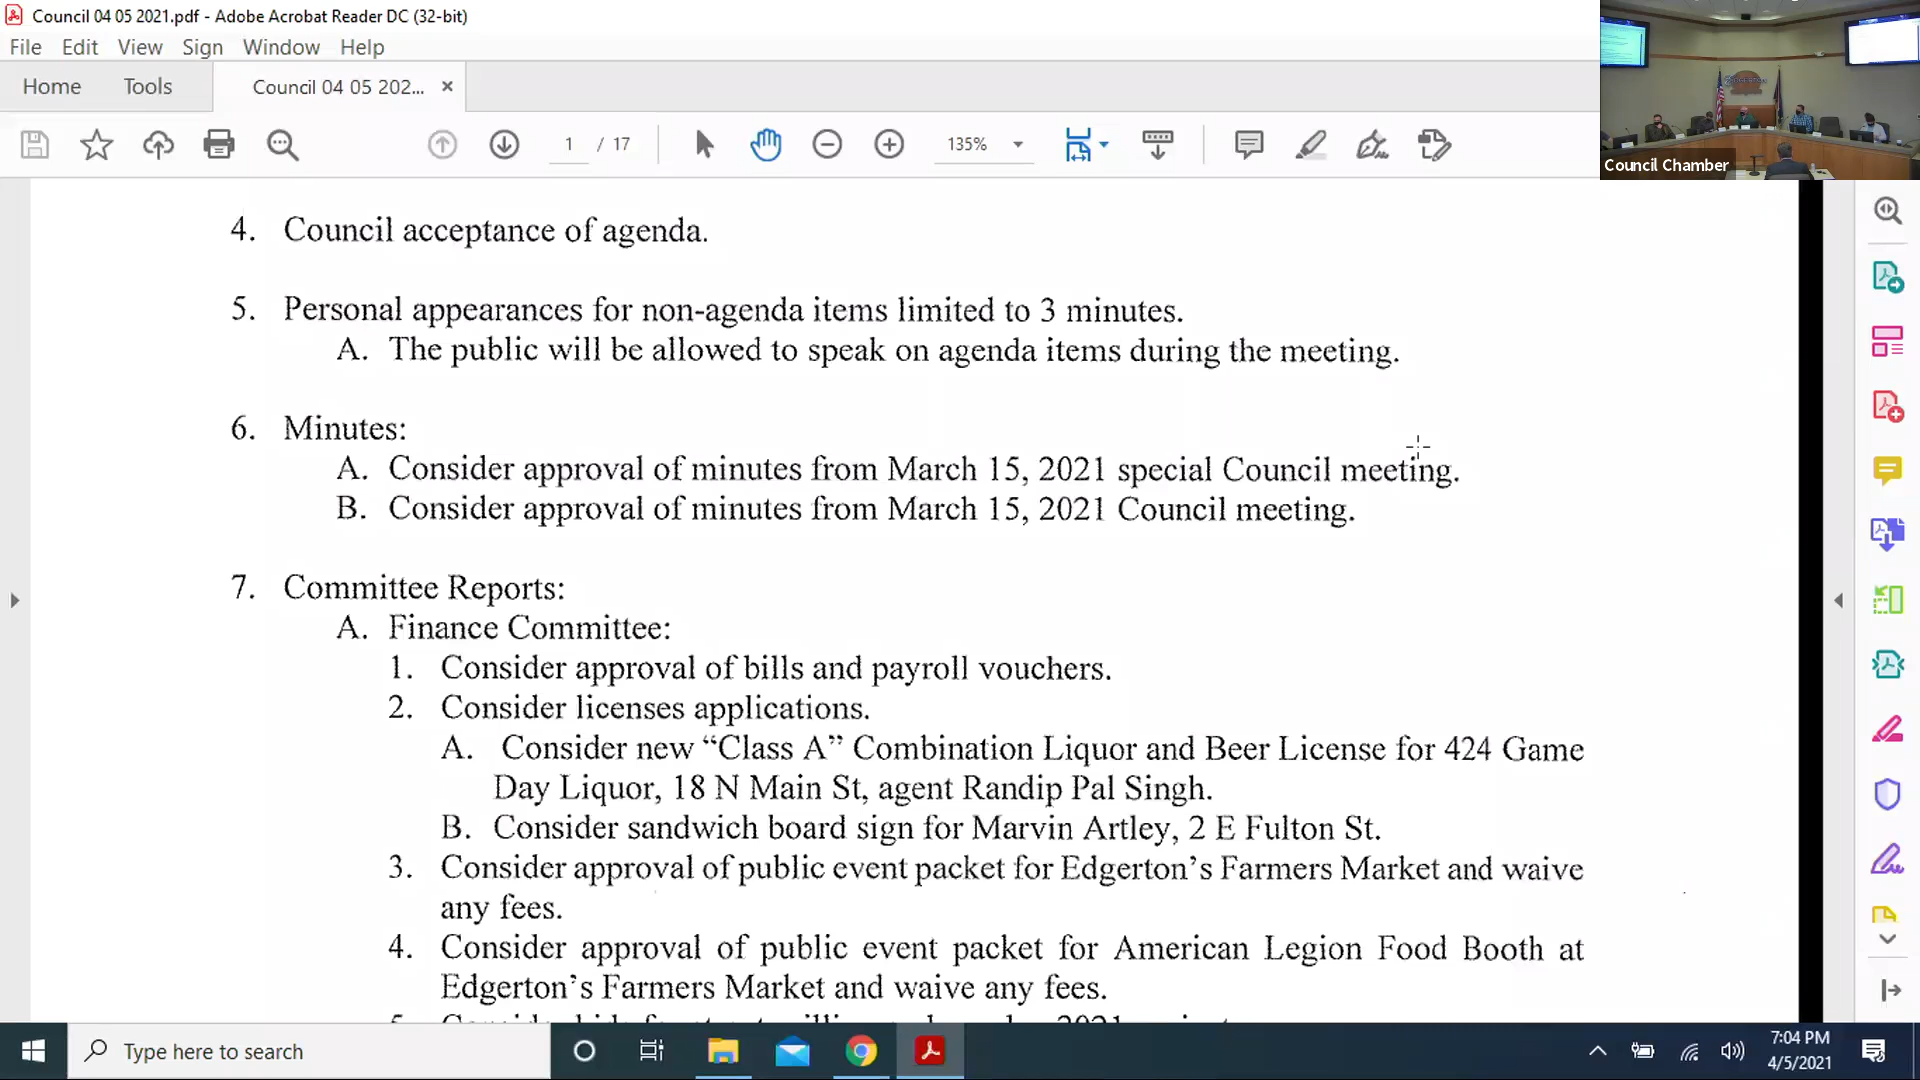 Council 04 05 2021.pdf - Adobe Acrobat Reader DC (32-bit)
File Edit View Sign Window Help
Home Tools Council 04 05 202... ×
1 / 17 135%
Council Chamber
4. Council acceptance of agenda.
5. Personal appearances for non-agenda items limited to 3 minutes.
A. The public will be allowed to speak on agenda items during the meeting.
6. Minutes:
A. Consider approval of minutes from March 15, 2021 special Council meeting.
B. Consider approval of minutes from March 15, 2021 Council meeting.
7. Committee Reports:
A. Finance Committee:
1. Consider approval of bills and payroll vouchers.
2. Consider licenses applications.
A. Consider new “Class A” Combination Liquor and Beer License for 424 Game
Day Liquor, 18 N Main St, agent Randip Pal Singh.
B. Consider sandwich board sign for Marvin Artley, 2 E Fulton St.
3. Consider approval of public event packet for Edgerton’s Farmers Market and waive
any fees.
4. Consider approval of public event packet for American Legion Food Booth at
Edgerton’s Farmers Market and waive any fees.
Type here to search
7:04 PM
4/5/2021